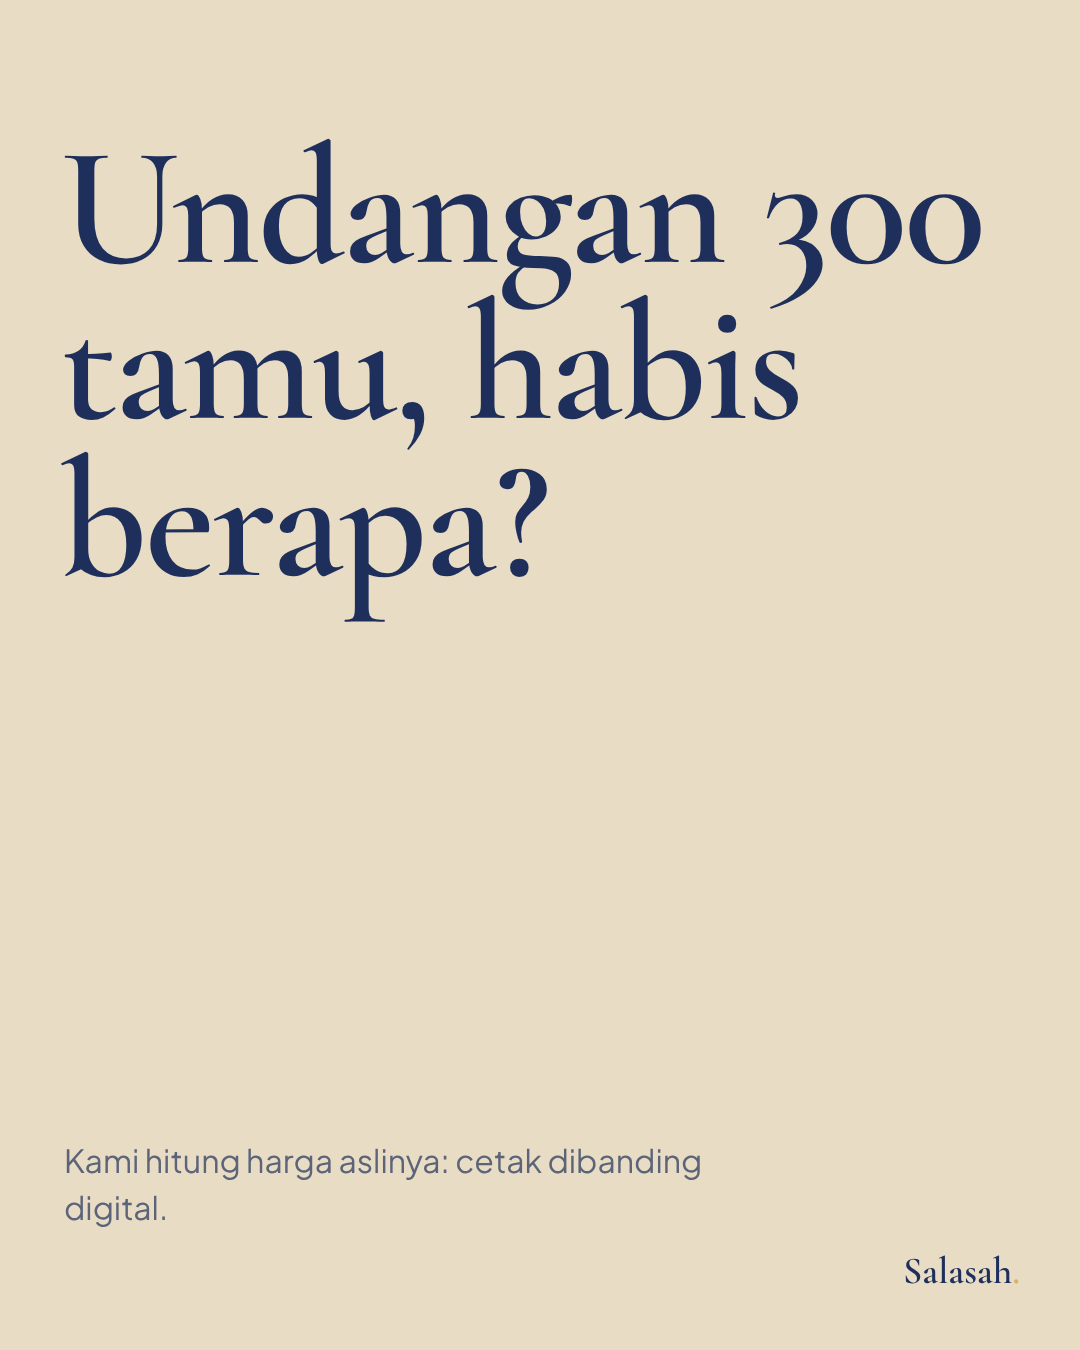 Undangan 300
tamu, habis
berapa?
Kami hitung harga aslinya: cetak dibanding
digital.
Salasah.